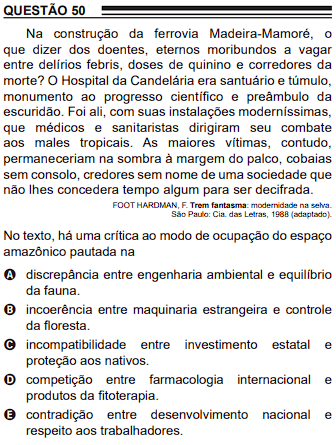 QUESTÃO 50
Na construção da ferrovia Madeira-Mamoré, o
que dizer dos doentes, eternos moribundos a vagar
entre delírios febris, doses de quinino e corredores da
morte? O Hospital da Candelária era santuário e túmulo,
monumento ao progresso científico e preâmbulo da
escuridão. Foi ali, com suas instalações moderníssimas,
que médicos e sanitaristas dirigiram seu combate
aos males tropicais. As maiores vítimas, contudo,
permaneceriam na sombra à margem do palco, cobaias
sem consolo, credores sem nome de uma sociedade que
não lhes concedera tempo algum para ser decifrada.
FOOT HARDMAN, F. Trem fantasma: modernidade na selva.
São Paulo: Cia. das Letras, 1988 (adaptado).
No texto, há uma crítica ao modo de ocupação do espaço
amazônico pautada na
A discrepância entre engenharia ambiental e equilíbrio
da fauna.
B incoerência entre maquinaria estrangeira e controle
da floresta.
C incompatibilidade entre investimento estatal e
proteção aos nativos.
D competição entre farmacologia internacional e
produtos da fitoterapia.
E contradição entre desenvolvimento nacional e
respeito aos trabalhadores.